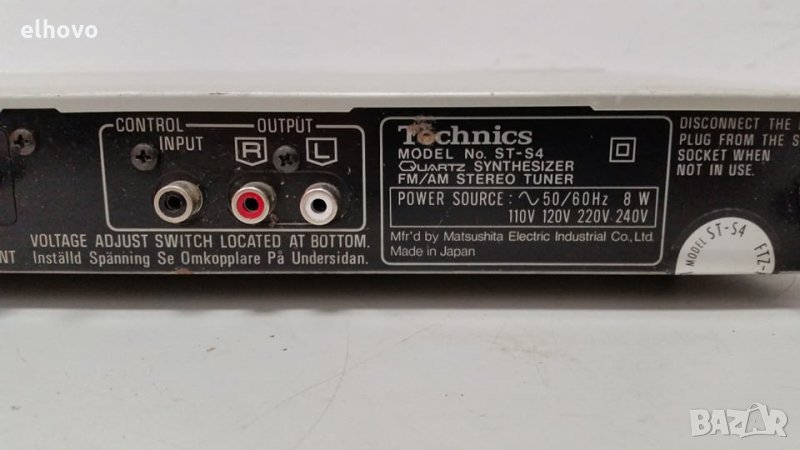 elhovo
CONTROL OUTPUT
INPUT R L
VOLTAGE ADJUST SWITCH LOCATED AT BOTTOM.
NT Inställd Spänning Se Omkopplare På Undersidan.
Technics
MODEL No. ST-S4
QUARTZ SYNTHESIZER
FM/AM STEREO TUNER
POWER SOURCE: ∿50/60Hz 8 W
110V 120V 220V 240V
Mfr'd by Matsushita Electric Industrial Co., Ltd.
Made in Japan
DISCONNECT THE
PLUG FROM THE S
SOCKET WHEN
NOT IN USE.
MODEL ST-S4 FTZ-
BAZAR